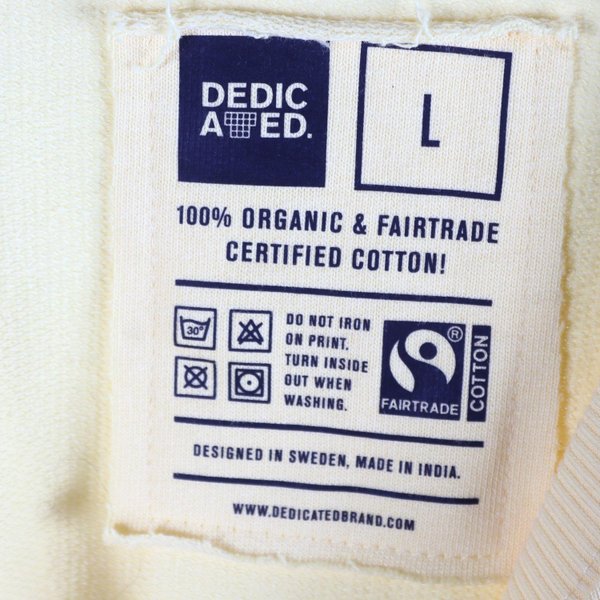 DEDIC
ATED.
L
100% ORGANIC & FAIRTRADE
CERTIFIED COTTON!
30°
DO NOT IRON
ON PRINT.
TURN INSIDE
OUT WHEN
WASHING.
®
FAIRTRADE
COTTON
DESIGNED IN SWEDEN, MADE IN INDIA.
WWW.DEDICATEDBRAND.COM